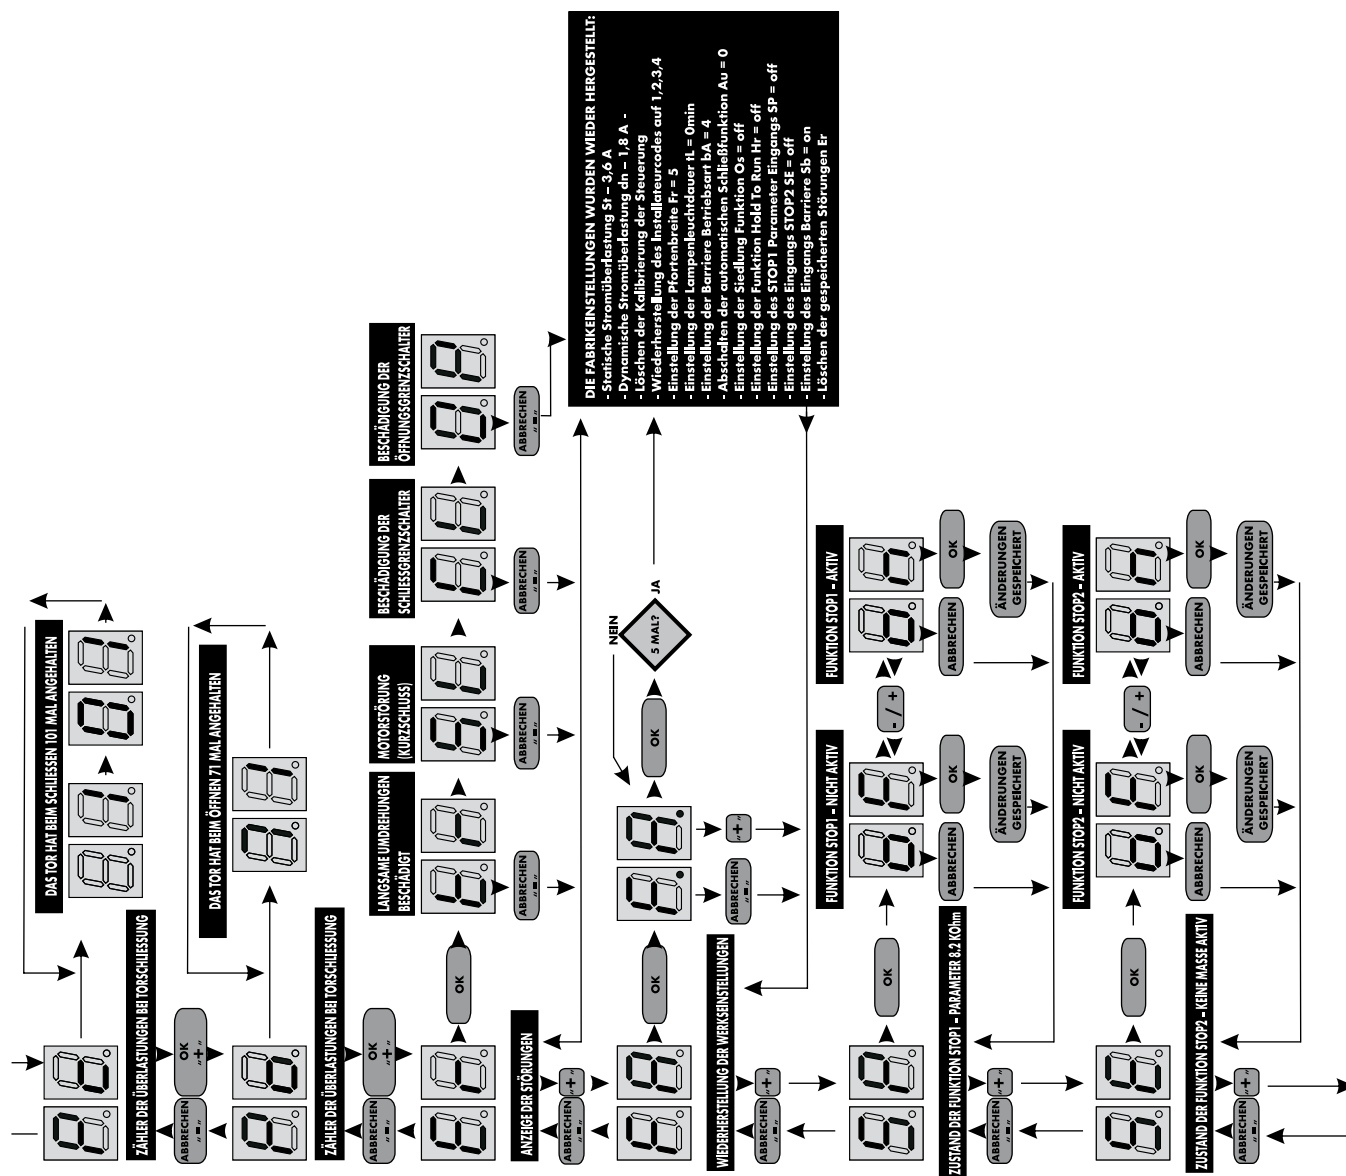 DAS TOR HAT BEIM SCHLIESSEN 101 MAL ANGEHALTEN
ZÄHLER DER ÜBERLASTUNGEN BEI TORSCHLIESSUNG
ABBRECHEN
"-"
OK
"+"
DAS TOR HAT BEIM ÖFFNEN 71 MAL ANGEHALTEN
ZÄHLER DER ÜBERLASTUNGEN BEI TORSCHLIESSUNG
ABBRECHEN
"-"
OK
"+"
OK
LANGSAME UMDREHUNGEN
BESCHÄDIGT
ABBRECHEN
"-"
MOTORSTÖRUNG
(KURZSCHLUSS)
ABBRECHEN
"-"
BESCHÄDIGUNG DER
SCHLIESSGRENZSCHALTER
ABBRECHEN
"-"
BESCHÄDIGUNG DER
ÖFFNUNGSGRENZSCHALTER
ABBRECHEN
"-"
ANZEIGE DER STÖRUNGEN
ABBRECHEN
"-"
"+"
OK
ABBRECHEN
"-"
"+"
OK
5 MAL?
NEIN
JA
DIE FABRIKEINSTELLUNGEN WURDEN WIEDER HERGESTELLT:
- Statische Stromüberlastung St – 3,6 A
- Dynamische Stromüberlastung dn – 1,8 A -
- Löschen der Kalibrierung der Steuerung
- Wiederherstellung des Installateurcodes auf 1,2,3,4
- Einstellung der Pfortenbreite Fr = 5
- Einstellung der Lampenleuchtdauer tL = 0min
- Einstellung der Barriere Betriebsart bA = 4
- Abschalten der automatischen Schließfunktion Au = 0
- Einstellung der Siedlung Funktion Os = off
- Einstellung der Funktion Hold To Run Hr = off
- Einstellung des STOP1 Parameter Eingangs SP = off
- Einstellung des Eingangs STOP2 SE = off
- Einstellung des Eingangs Barriere Sb = on
- Löschen der gespeicherten Störungen Er
WIEDERHERSTELLUNG DER WERKSEINSTELLUNGEN
ABBRECHEN
"-"
"+"
OK
FUNKTION STOP1 – NICHT AKTIV
ABBRECHEN
OK
ÄNDERUNGEN
GESPEICHERT
- / +
FUNKTION STOP1 – AKTIV
ABBRECHEN
OK
ÄNDERUNGEN
GESPEICHERT
ZUSTAND DER FUNKTION STOP1 – PARAMETER 8.2 KOhm
ABBRECHEN
"-"
"+"
OK
FUNKTION STOP2 – NICHT AKTIV
ABBRECHEN
OK
ÄNDERUNGEN
GESPEICHERT
- / +
FUNKTION STOP2 – AKTIV
ABBRECHEN
OK
ÄNDERUNGEN
GESPEICHERT
ZUSTAND DER FUNKTION STOP2 – KEINE MASSE AKTIV
ABBRECHEN
"-"
"+"